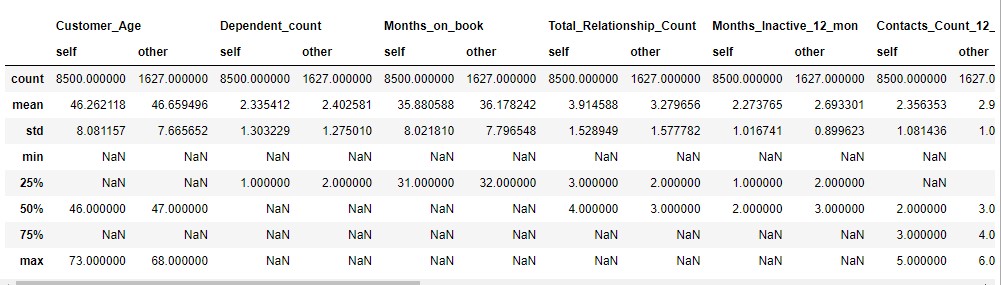 Customer_Age Dependent_count Months_on_book Total_Relationship_Count Months_Inactive_12_mon Contacts_Count_12_
self other self other self other self other self other self other
count 8500.000000 1627.000000 8500.000000 1627.000000 8500.000000 1627.000000 8500.000000 1627.000000 8500.000000 1627.000000 8500.000000 1627.0
mean 46.262118 46.659496 2.335412 2.402581 35.880588 36.178242 3.914588 3.279656 2.273765 2.693301 2.356353 2.9
std 8.081157 7.665652 1.303229 1.275010 8.021810 7.796548 1.528949 1.577782 1.016741 0.899623 1.081436 1.0
min NaN NaN NaN NaN NaN NaN NaN NaN NaN NaN NaN
25% NaN NaN 1.000000 2.000000 31.000000 32.000000 3.000000 2.000000 1.000000 2.000000 NaN
50% 46.000000 47.000000 NaN NaN NaN NaN 4.000000 3.000000 2.000000 3.000000 2.000000 3.0
75% NaN NaN NaN NaN NaN NaN NaN NaN NaN NaN 3.000000 4.0
max 73.000000 68.000000 NaN NaN NaN NaN NaN NaN NaN NaN 5.000000 6.0